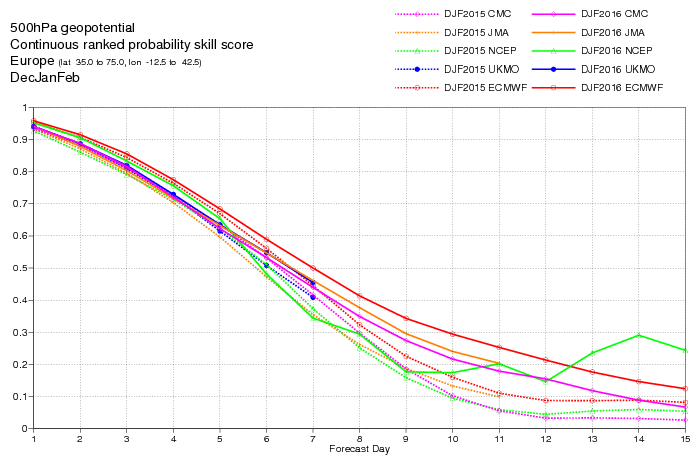 500hPa geopotential
Continuous ranked probability skill score
Europe (lat 35.0 to 75.0, lon -12.5 to 42.5)
DecJanFeb
DJF2015 CMC DJF2016 CMC
DJF2015 JMA DJF2016 JMA
DJF2015 NCEP DJF2016 NCEP
DJF2015 UKMO DJF2016 UKMO
DJF2015 ECMWF DJF2016 ECMWF
1
0.9
0.8
0.7
0.6
0.5
0.4
0.3
0.2
0.1
0
1 2 3 4 5 6 7 8 9 10 11 12 13 14 15
Forecast Day